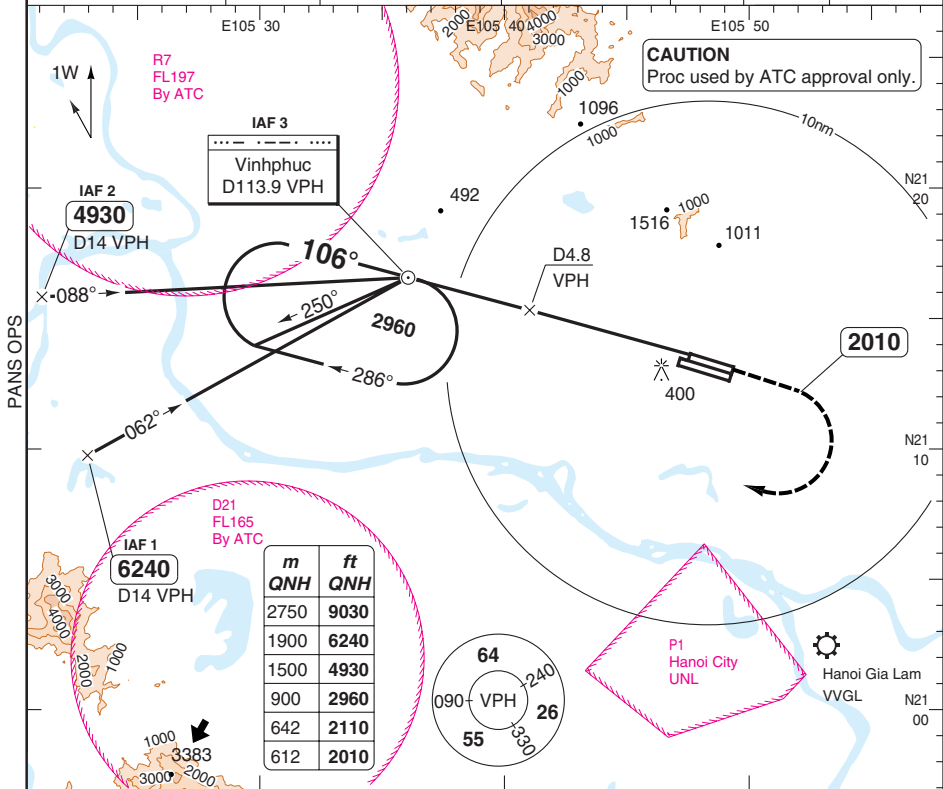 E105 30
E105 40
E105 50
2000
4000
3000
1000
R7
FL197
By ATC
1W
CAUTION
Proc used by ATC approval only.
IAF 3
Vinhphuc
D113.9 VPH
1096
1000
10nm
492
IAF 2
4930
D14 VPH
N21
20
1000
1516
1011
106°
D4.8
VPH
088°
250°
2960
2010
PANS OPS
286°
400
062°
N21
10
D21
FL165
By ATC
IAF 1
6240
D14 VPH
m QNH ft QNH
2750 9030
1900 6240
1500 4930
900 2960
642 2110
612 2010
3000
4000
2000
1000
64
240
090
VPH
26
55
330
P1
Hanoi City
UNL
Hanoi Gia Lam
VVGL
N21
00
1000
3383
3000
2000